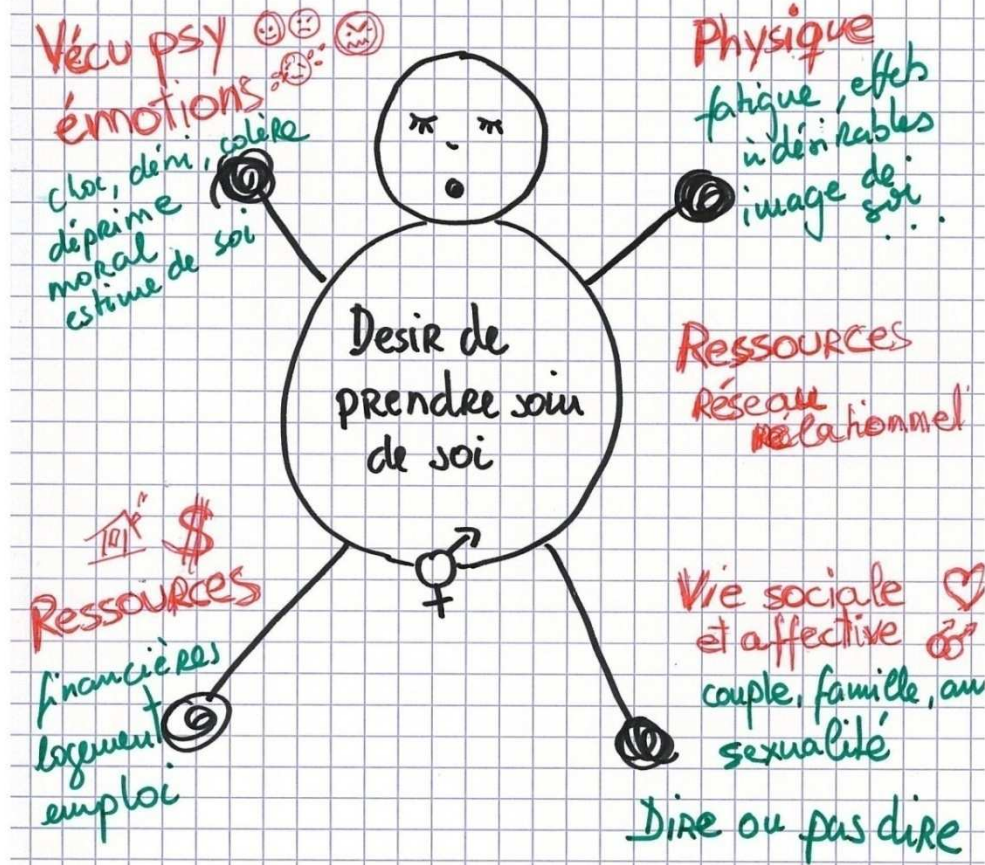 Vécu psy
émotions
choc, déni, colère
déprime
moral
estime de soi
Physique
fatigue, effets
indésirables
image de
soi...
Desir de
prendre soin
de soi
Ressources
Réseau
relationnel
$
Ressources
financières
logement
emploi
Vie sociale
et affective
couple, famille, am
sexualité
Dire ou pas dire